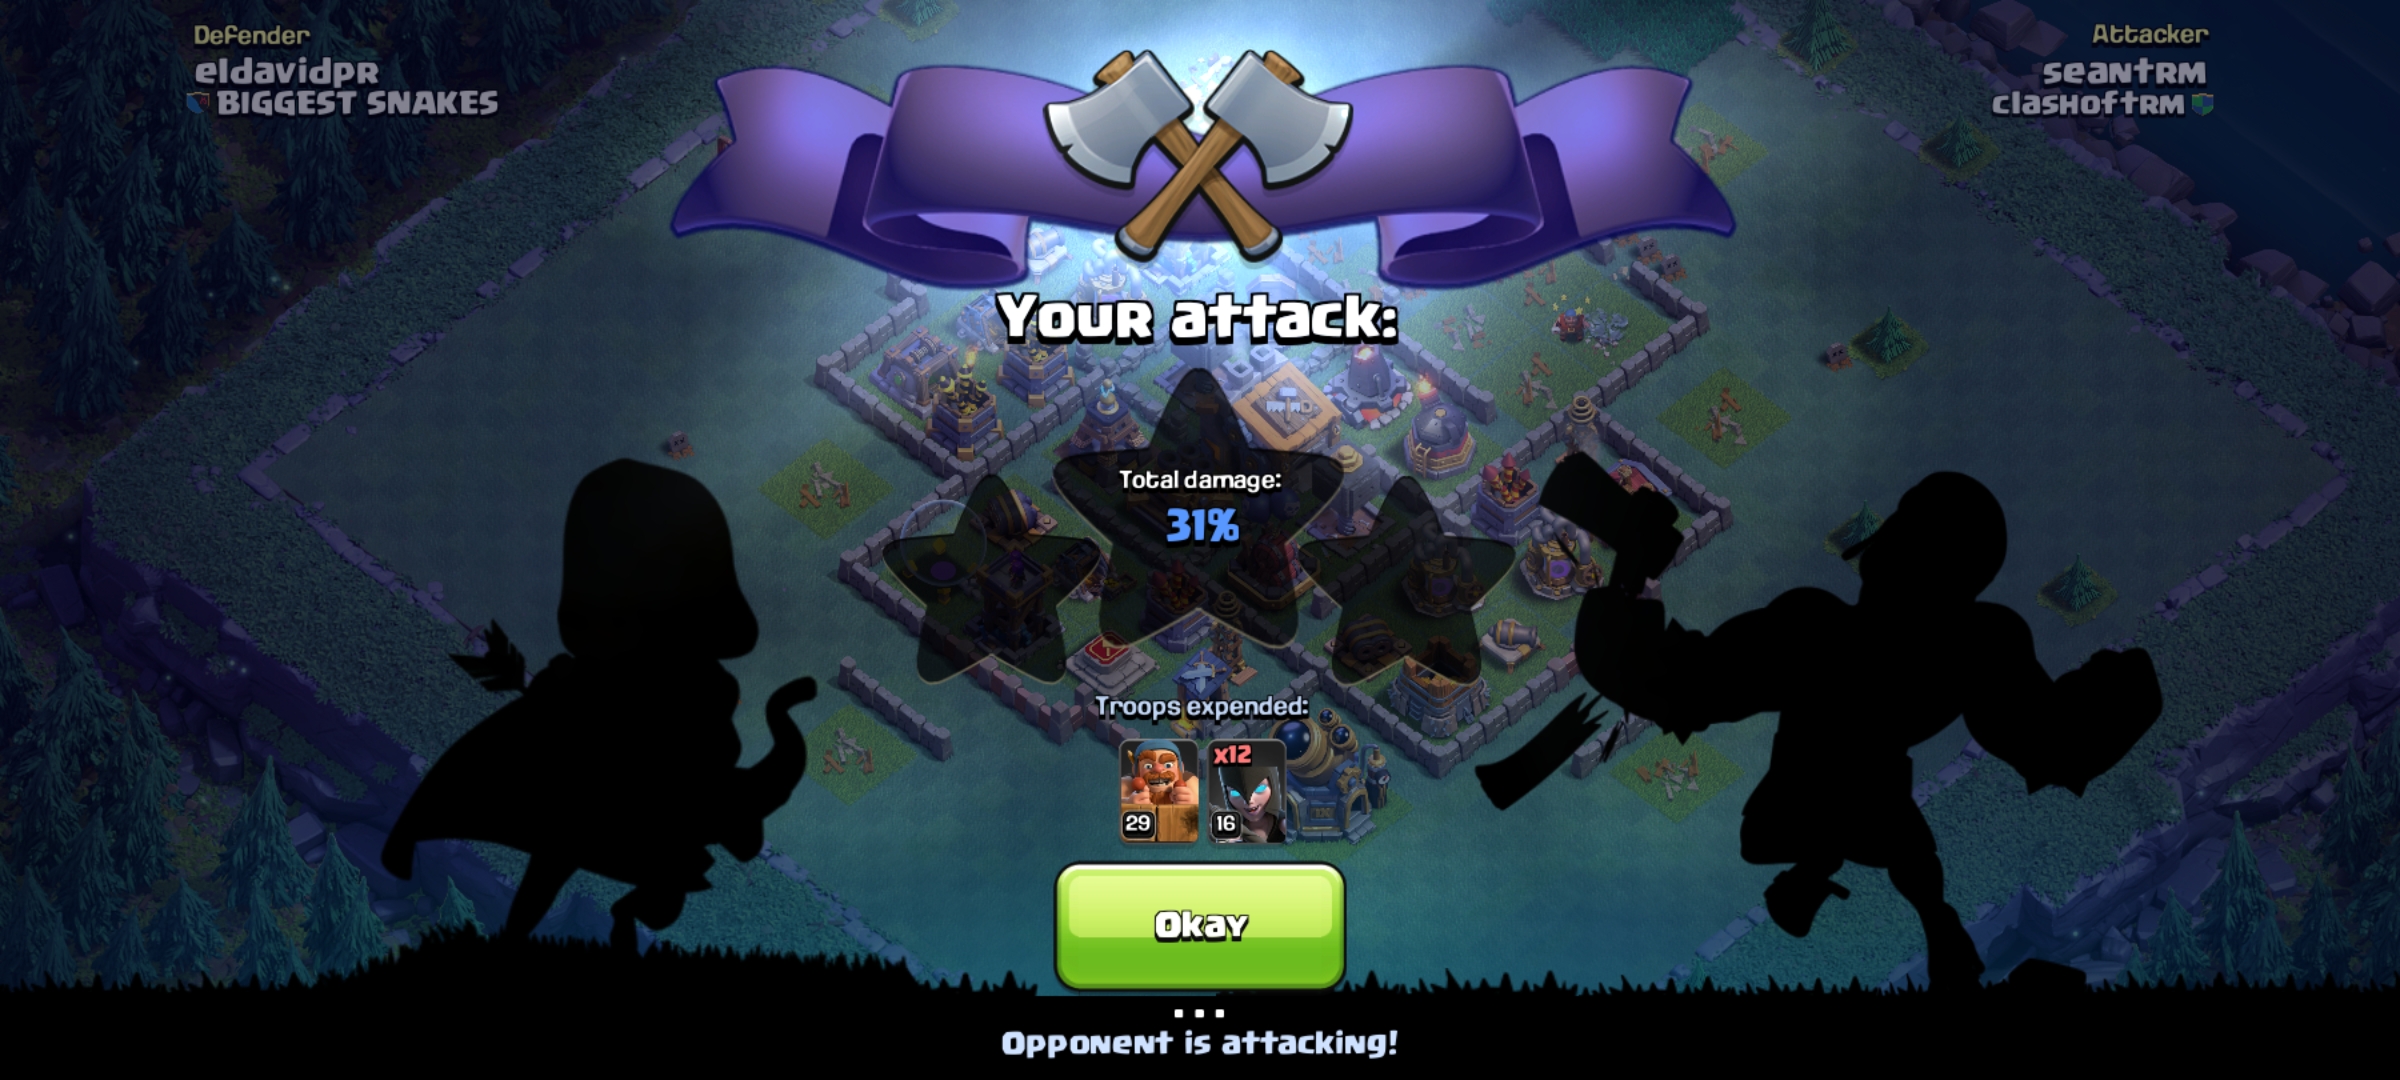 Defender
eldavidpr
BIGGEST SNAKES
Attacker
seantrm
clashoftrm
Your attack:
Total damage:
31%
Troops expended:
x12
29
16
Okay
...
Opponent is attacking!